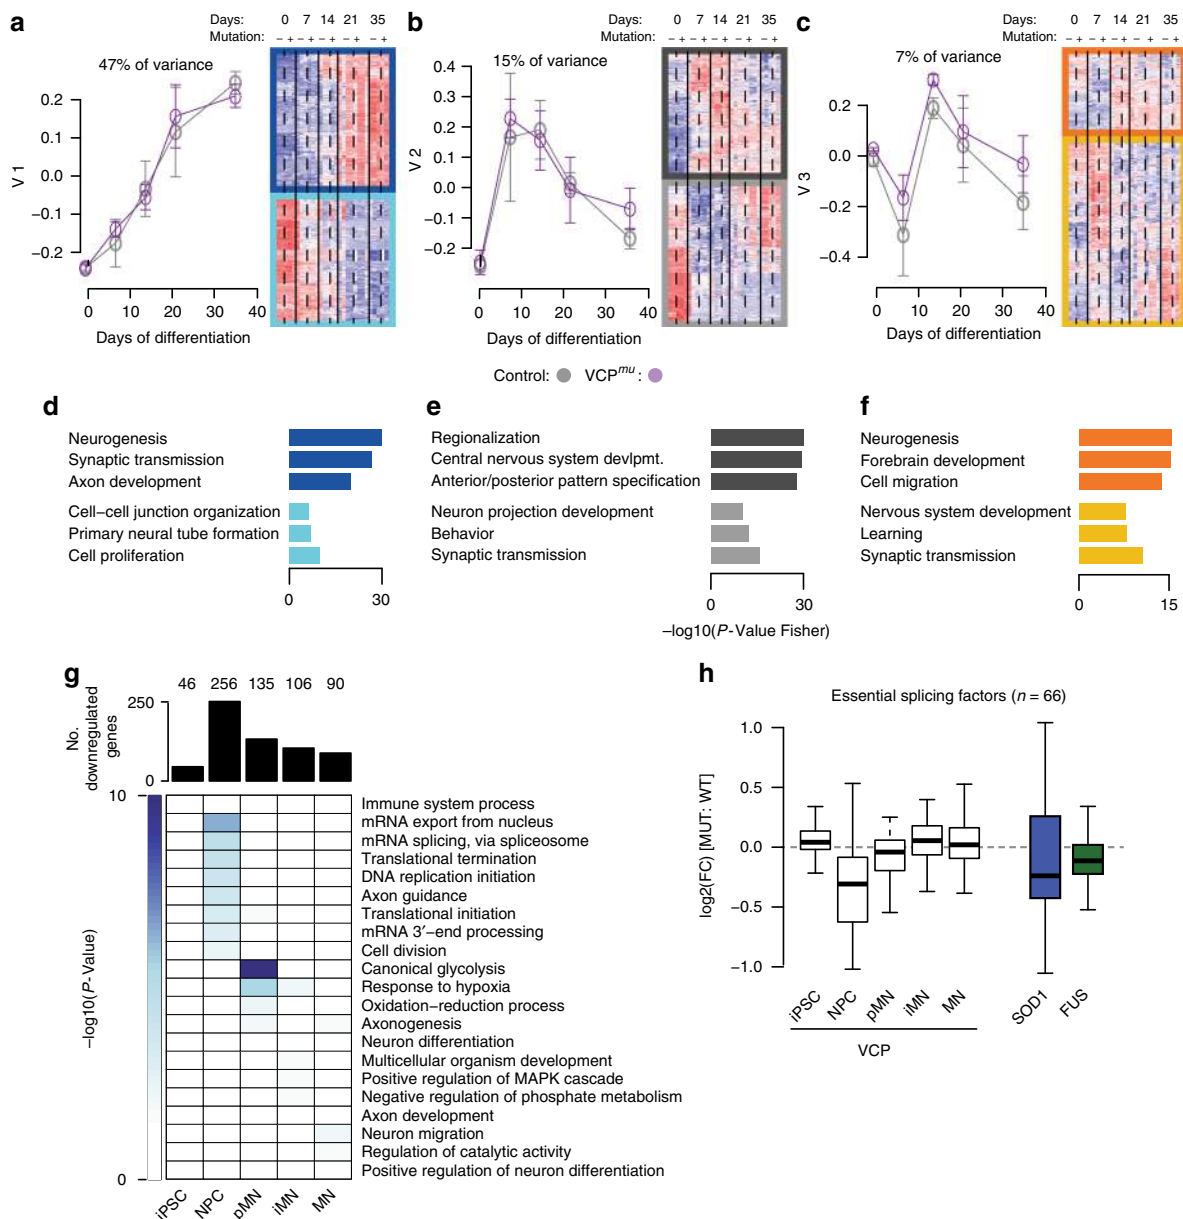 a
Days: 0 7 14 21 35
Mutation: – + – + – + – + – +
47% of variance
V 1
0.2
0.1
0.0
−0.1
−0.2
0 10 20 30 40
Days of differentiation
b
Days: 0 7 14 21 35
Mutation: – + – + – + – + – +
15% of variance
V 2
0.4
0.3
0.2
0.1
0.0
−0.1
−0.2
0 10 20 30 40
Days of differentiation
c
Days: 0 7 14 21 35
Mutation: – + – + – + – + – +
7% of variance
V 3
0.2
0.0
−0.2
−0.4
0 10 20 30 40
Days of differentiation
Control: VCPmu :
d
Neurogenesis
Synaptic transmission
Axon development
Cell−cell junction organization
Primary neural tube formation
Cell proliferation
0 30
e
Regionalization
Central nervous system devlpmt.
Anterior/posterior pattern specification
Neuron projection development
Behavior
Synaptic transmission
0 30
−log10(P-Value Fisher)
f
Neurogenesis
Forebrain development
Cell migration
Nervous system development
Learning
Synaptic transmission
0 15
g
46 256 135 106 90
No. downregulated genes
250
0
10
−log10(P-Value)
0
Immune system process
mRNA export from nucleus
mRNA splicing, via spliceosome
Translational termination
DNA replication initiation
Axon guidance
Translational initiation
mRNA 3′−end processing
Cell division
Canonical glycolysis
Response to hypoxia
Oxidation−reduction process
Axonogenesis
Neuron differentiation
Multicellular organism development
Positive regulation of MAPK cascade
Negative regulation of phosphate metabolism
Axon development
Neuron migration
Regulation of catalytic activity
Positive regulation of neuron differentiation
iPSC NPC pMN iMN MN
h
Essential splicing factors (n = 66)
log2(FC) [MUT: WT]
1.0
0.5
0.0
−0.5
−1.0
iPSC NPC pMN iMN MN SOD1 FUS
VCP